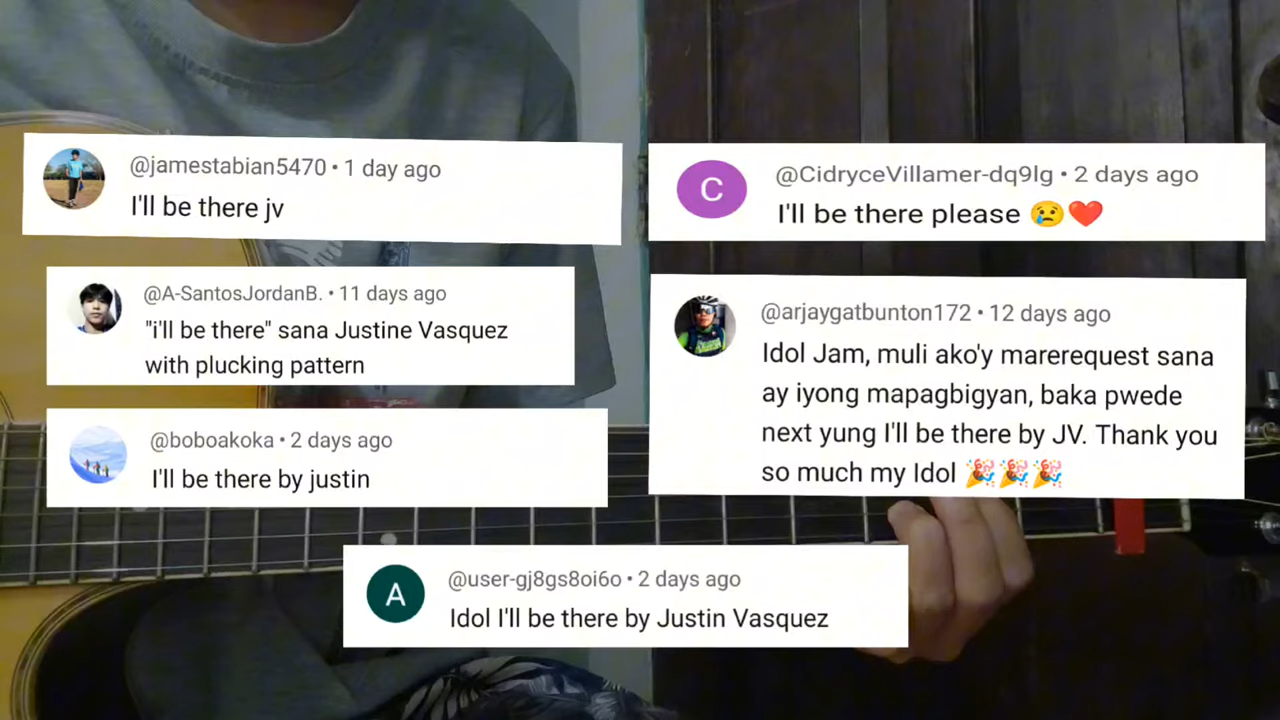 @jamestabian5470 • 1 day ago
I'll be there jv
@A-SantosJordanB. • 11 days ago
"i'll be there" sana Justine Vasquez
with plucking pattern
@boboakoka • 2 days ago
I'll be there by justin
C
@CidryceVillamer-dq9lg • 2 days ago
I'll be there please 😢❤️
@arjaygatbunton172 • 12 days ago
Idol Jam, muli ako'y marerequest sana
ay iyong mapagbigyan, baka pwede
next yung I'll be there by JV. Thank you
so much my Idol 🎉🎉🎉
A
@user-gj8gs8oi6o • 2 days ago
Idol I'll be there by Justin Vasquez